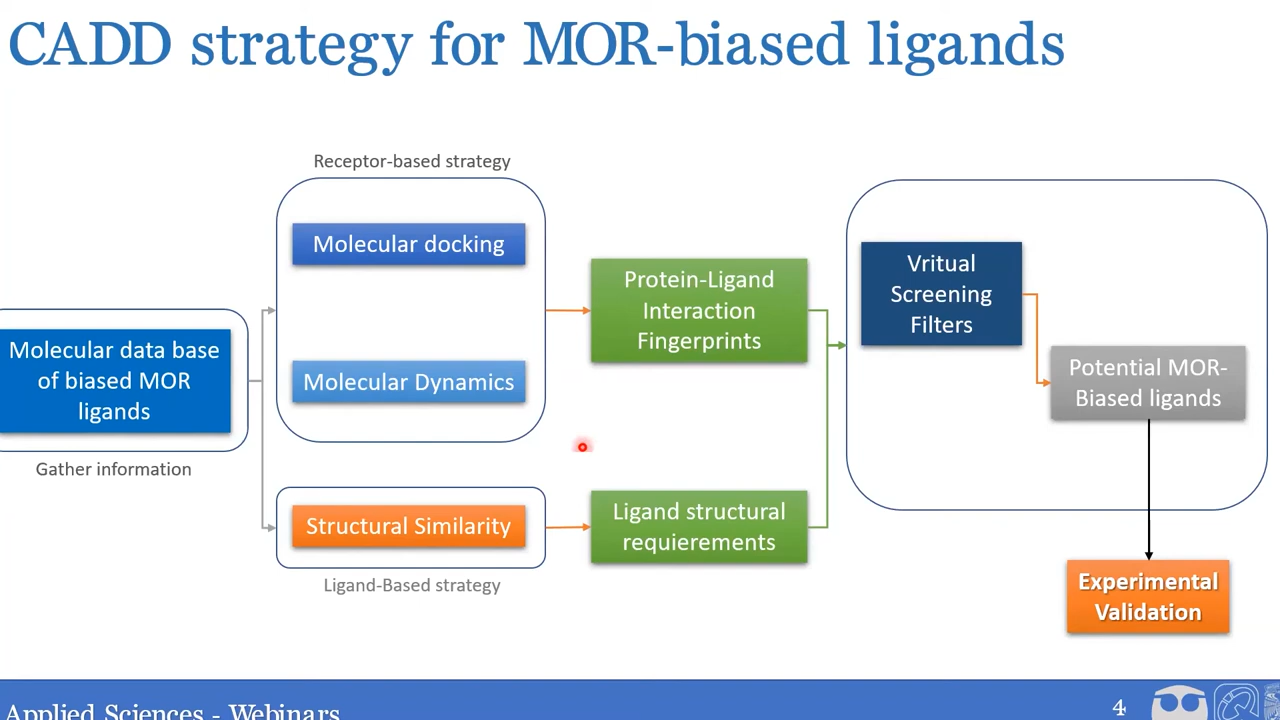 CADD strategy for MOR-biased ligands
Receptor-based strategy
Molecular docking
Molecular Dynamics
Molecular data base
of biased MOR
ligands
Gather information
Structural Similarity
Ligand-Based strategy
Protein-Ligand
Interaction
Fingerprints
Ligand structural
requierements
Vritual
Screening
Filters
Potential MOR-
Biased ligands
Experimental
Validation
Applied Sciences - Webinars
4